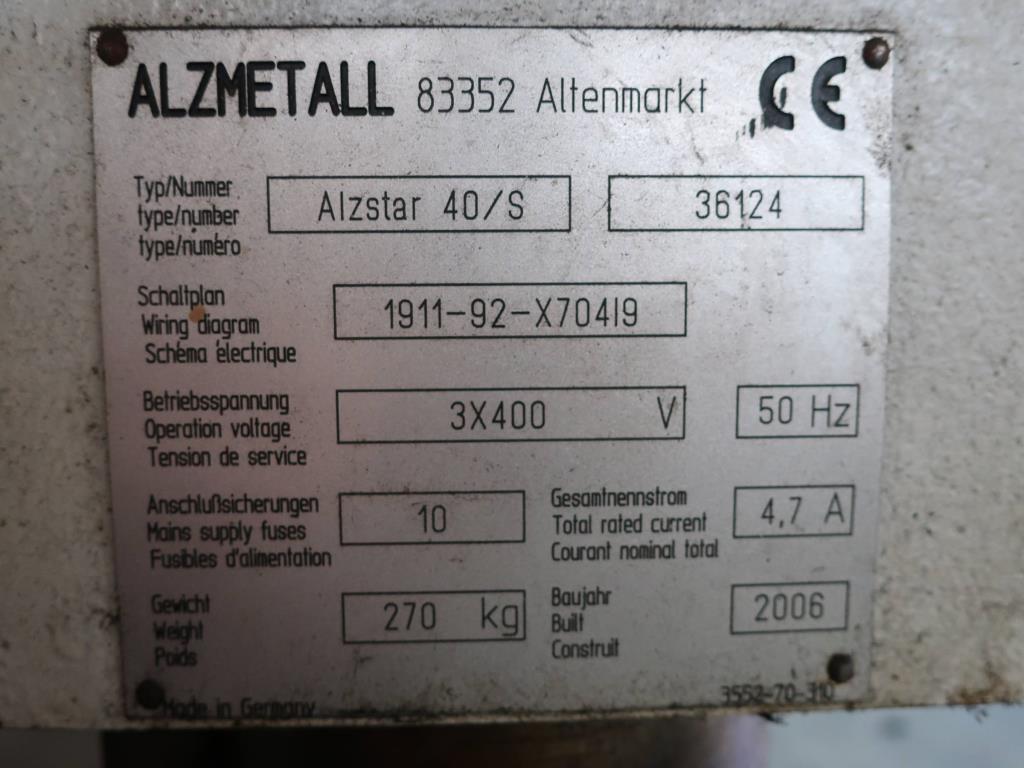 ALZMETALL 83352 Altenmarkt CE
Typ/Nummer
type/number Alzstar 40/S 36124
type/numéro
Schaltplan
Wiring diagram 1911-92-X70419
Schéma électrique
Betriebsspannung
Operation voltage 3X400 V 50 Hz
Tension de service
Anschlußsicherungen Gesamtnennstrom
Mains supply fuses 10 Total rated current 4,7 A
Fusibles d'alimentation Courant nominal total
Gewicht Baujahr
Weight 270 kg Built 2006
Poids Construit
Made in Germany 3552-70-310